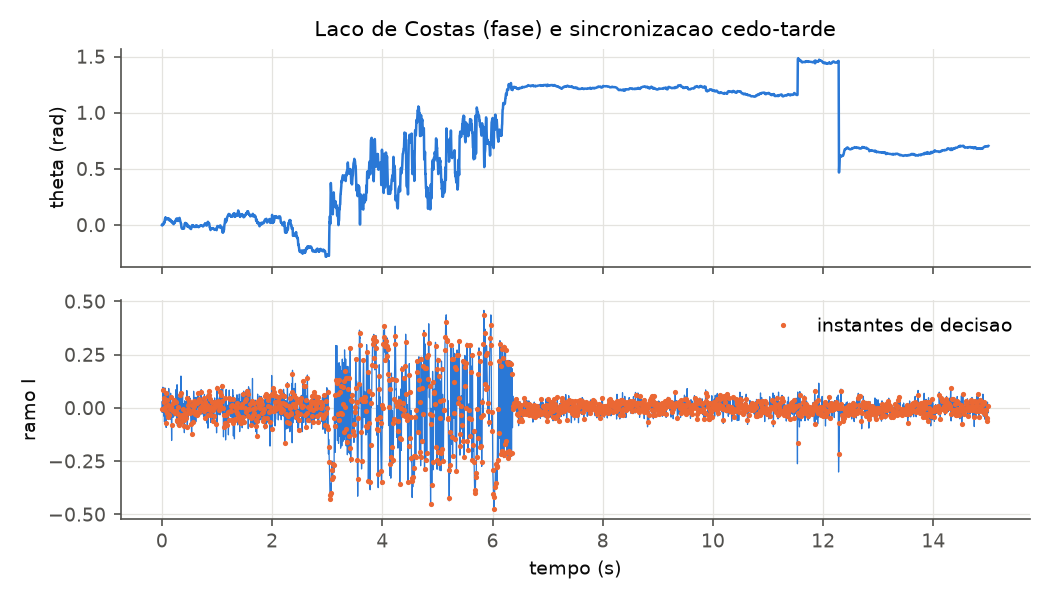 Laco de Costas (fase) e sincronizacao cedo-tarde
theta (rad)
1.5
1.0
0.5
0.0
ramo I
0.50
0.25
0.00
−0.25
−0.50
instantes de decisao
0 2 4 6 8 10 12 14
tempo (s)